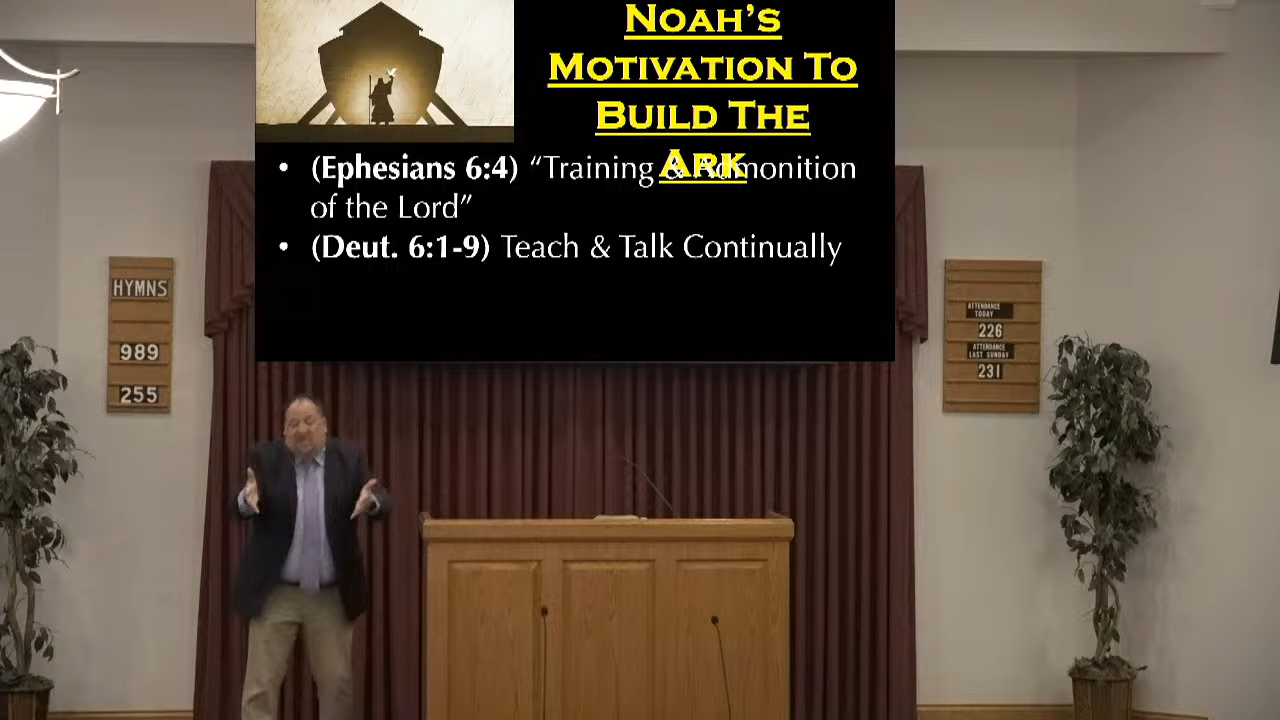 NOAH'S
MOTIVATION TO
BUILD THE
ARK
• (Ephesians 6:4) “Training & Admonition
of the Lord”
• (Deut. 6:1-9) Teach & Talk Continually
HYMNS
989
255
ATTENDANCE
TODAY
226
ATTENDANCE
LAST SUNDAY
231